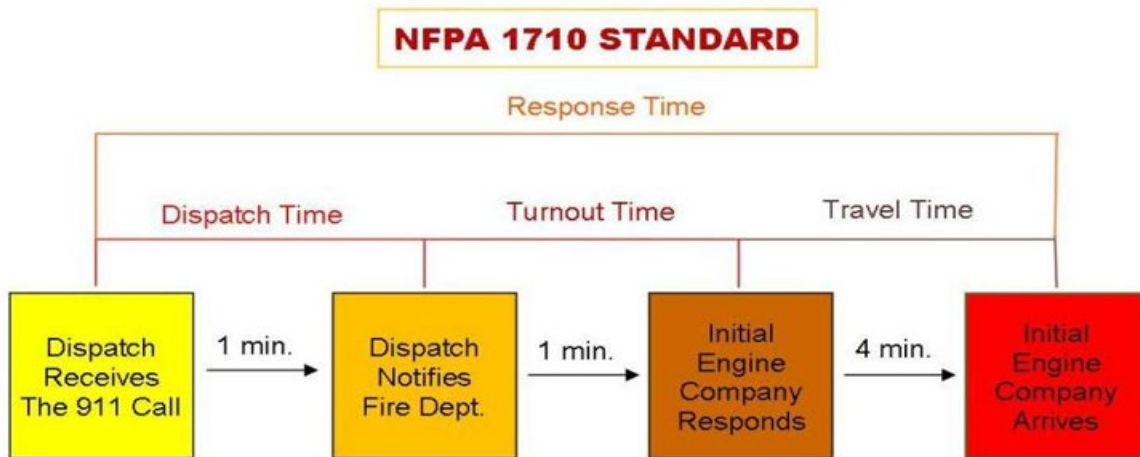 NFPA 1710 STANDARD
Response Time
Dispatch Time
Turnout Time
Travel Time
Dispatch
Receives
The 911 Call
1 min.
Dispatch
Notifies
Fire Dept.
1 min.
Initial
Engine
Company
Responds
4 min.
Initial
Engine
Company
Arrives